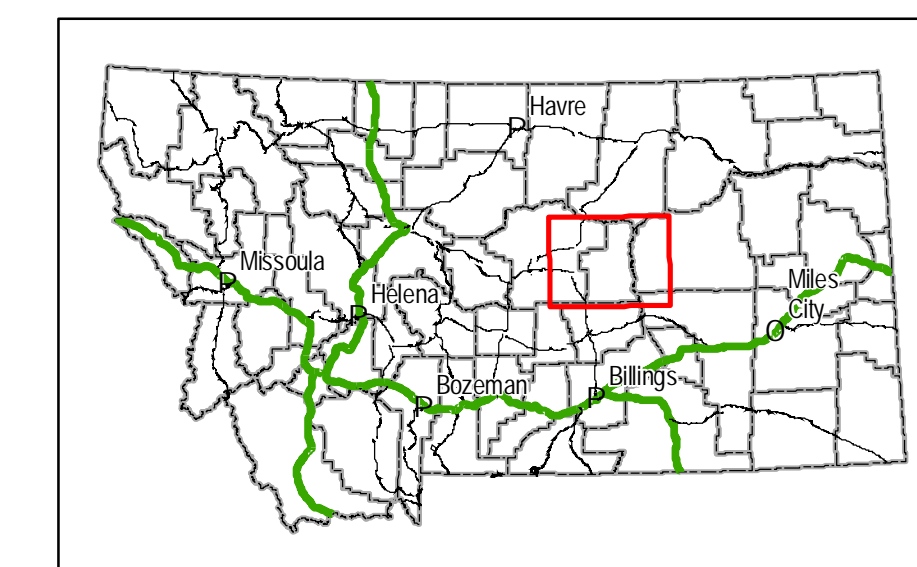 Havre
P
Missoula
P
Helena
P
Miles
City
O
Billings
P
Bozeman
P